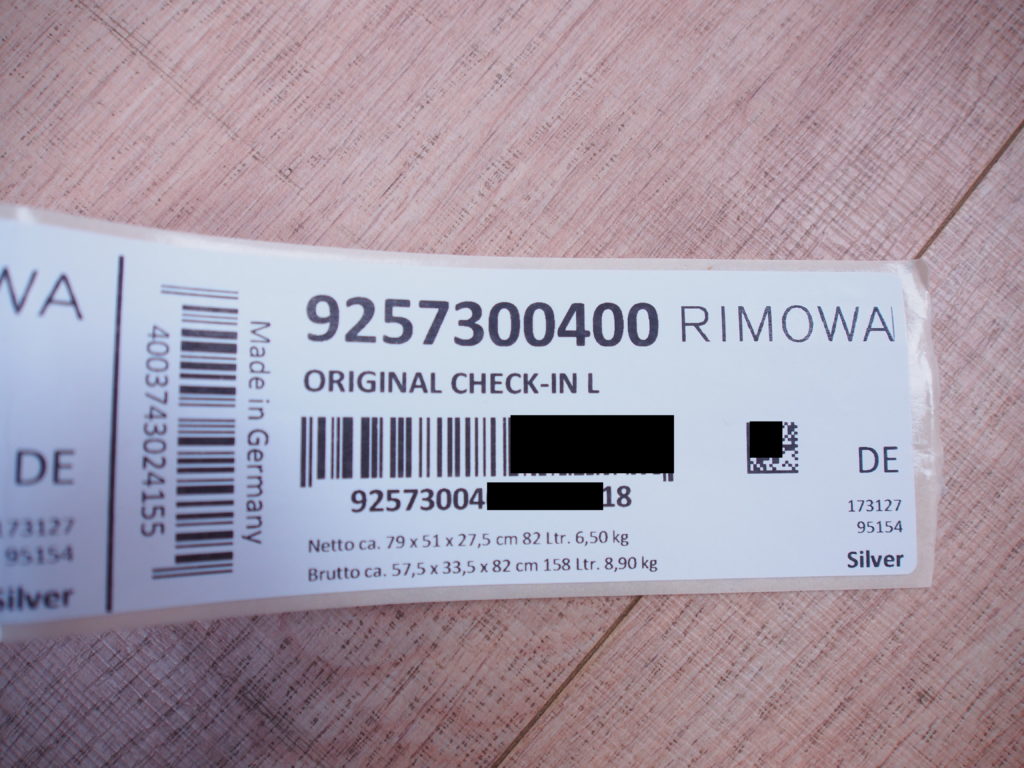 WA
DE
173127
95154
Silver
4003743024155
Made in Germany
9257300400 RIMOWA
ORIGINAL CHECK-IN L
92573004 18
Netto ca. 79 x 51 x 27,5 cm 82 Ltr. 6,50 kg
Brutto ca. 57,5 x 33,5 x 82 cm 158 Ltr. 8,90 kg
DE
173127
95154
Silver